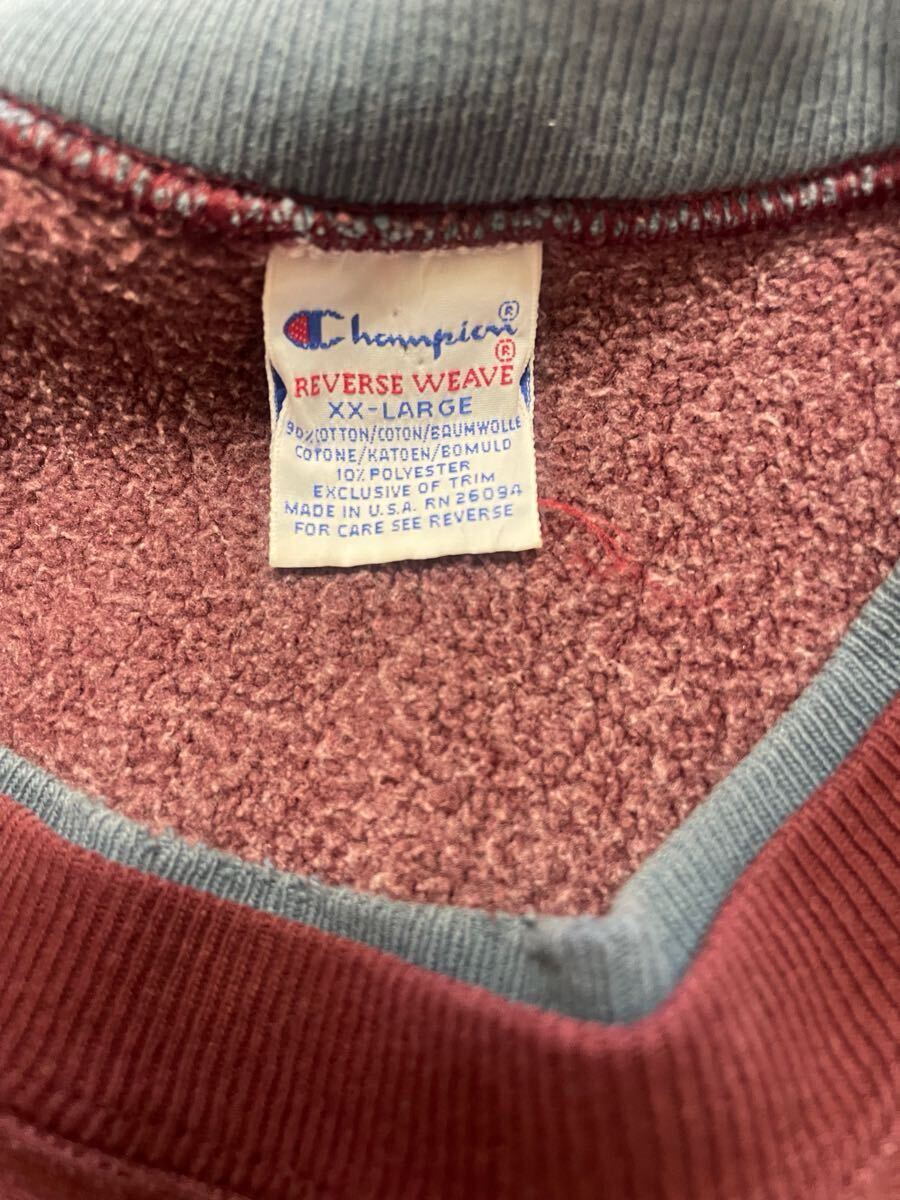 Champion®
REVERSE WEAVE®
XX-LARGE
90% COTTON/COTON/BAUMWOLLE
COTONE/KATOEN/BOMULD
10% POLYESTER
EXCLUSIVE OF TRIM
MADE IN U.S.A. RN 26094
FOR CARE SEE REVERSE